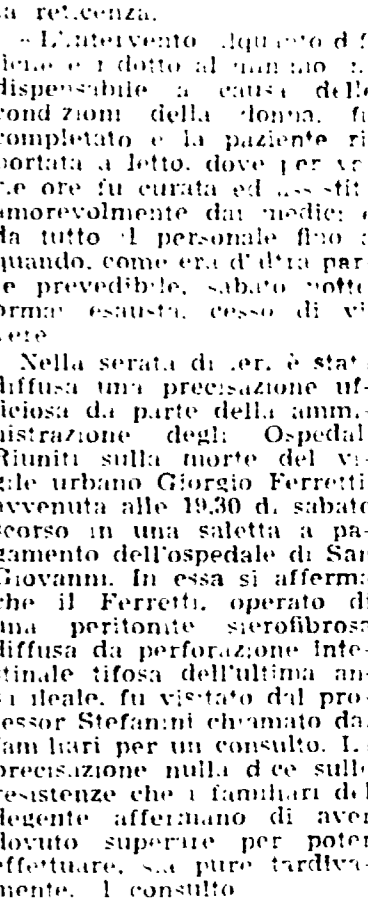 reticenza.
« L'intervento
dotto al
dispensabile a causa delle
condizioni della donna, fu
completato e la paziente ri
portata a letto, dove per
ore fu curata ed
amorevolmente dai medici e
da tutto il personale fino a
quando, come era d'altra par-
te prevedibile, sabato notte
ormai esausta, cessò di vi
vere
Nella serata di ieri è stata
diffusa una precisazione uf-
ficiosa da parte della ammi-
nistrazione degli Ospedali
Riuniti sulla morte del vi-
gile urbano Giorgio Ferretti
avvenuta alle 19,30 di sabato
scorso in una saletta a pa-
gamento dell'ospedale di San
Giovanni. In essa si afferma
che il Ferretti, operato di
una peritonite sierofibrosa
diffusa da perforazione inte-
stinale tifosa dell'ultima an-
sa ileale, fu visitato dal pro-
fessor Stefanini chiamato dai
familiari per un consulto. La
precisazione nulla dice sulle
resistenze che i familiari del
degente affermano di aver
dovuto superare per poter
effettuare, sia pure tardiva-
mente, il consulto